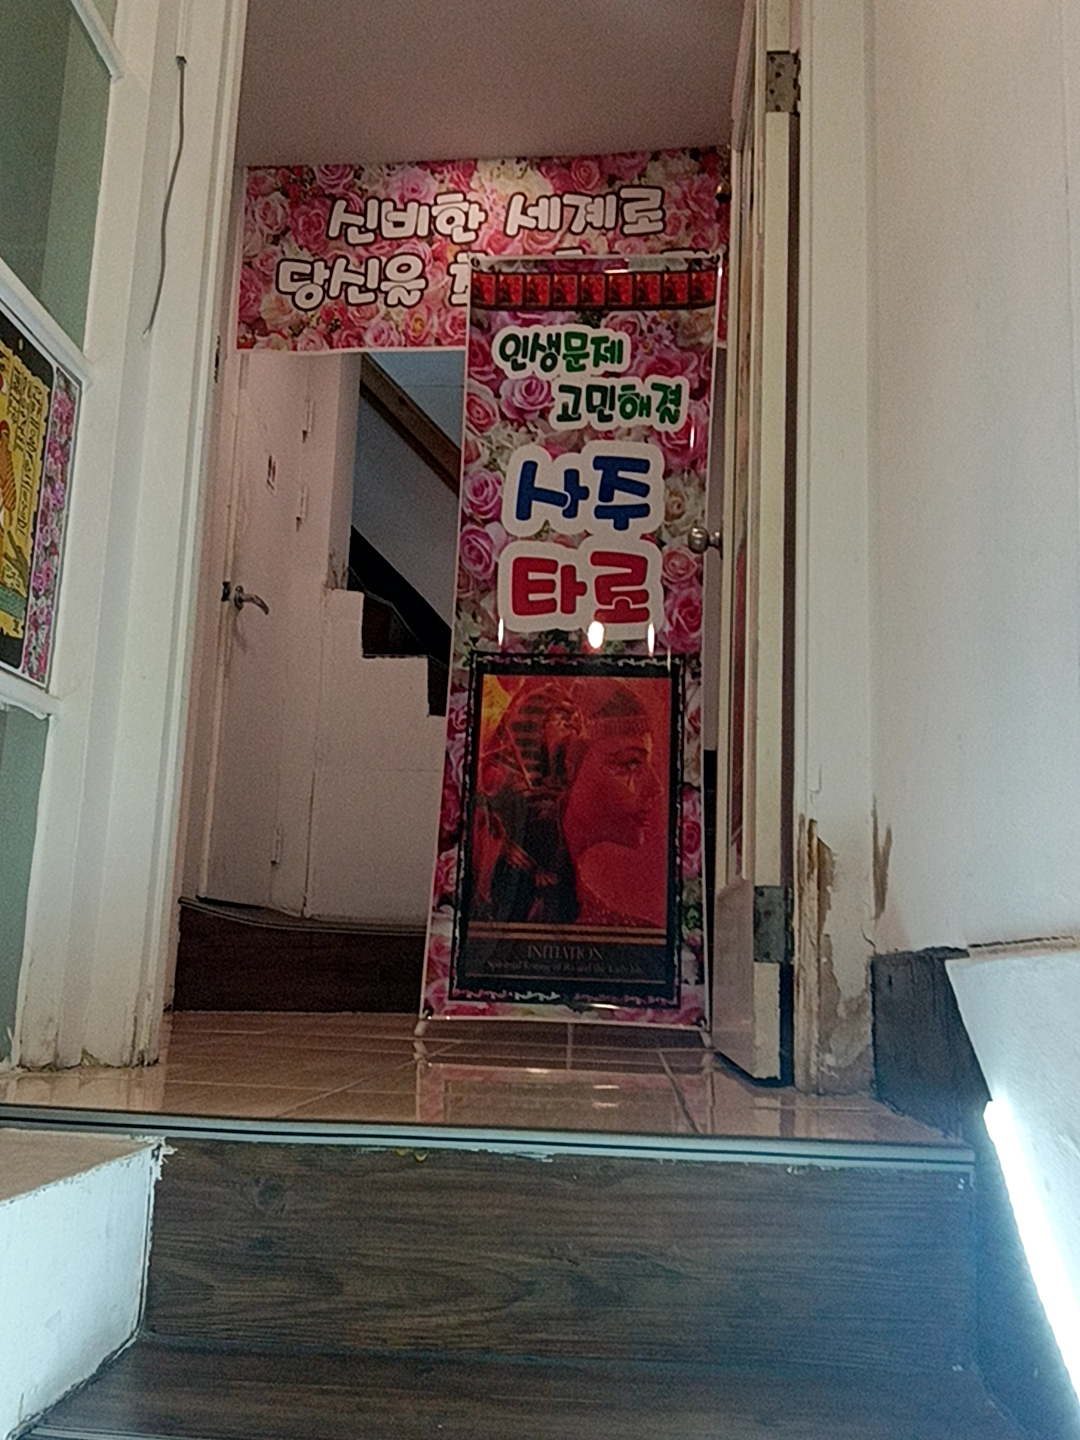 신비한 세계로
당신을
인생문제
고민해결
사주
타로
INITIATION